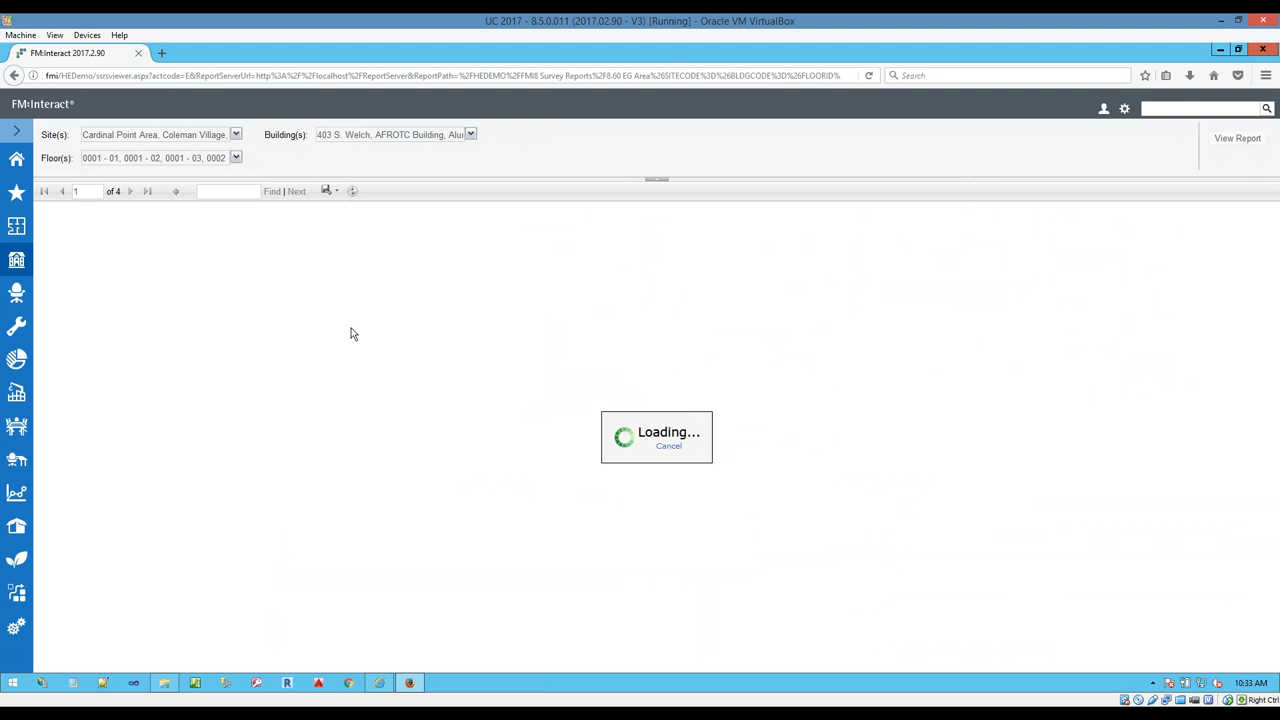 UC 2017 - 8.5.0.011 (2017.02.90 - V3) [Running] - Oracle VM VirtualBox
Machine View Devices Help
FM:Interact 2017.2.90
fmi/HEDemo/ssrsviewer.aspx?actcode=E&ReportServerUrl=http%3A%2F%2Flocalhost%2FReportServer&ReportPath=%2FHEDEMO%2FFMI8 Survey Reports%2F8.60 EG Area%26SITECODE%3D%26BLDGCODE%3D%26FLOORID%
Search
FM:Interact®
Site(s): Cardinal Point Area, Coleman Village, Building(s): 403 S. Welch, AFROTC Building, Alu
View Report
Floor(s): 0001 - 01, 0001 - 02, 0001 - 03, 0002
1 of 4 Find | Next
Loading...
Cancel
10:33 AM
Right Ctrl